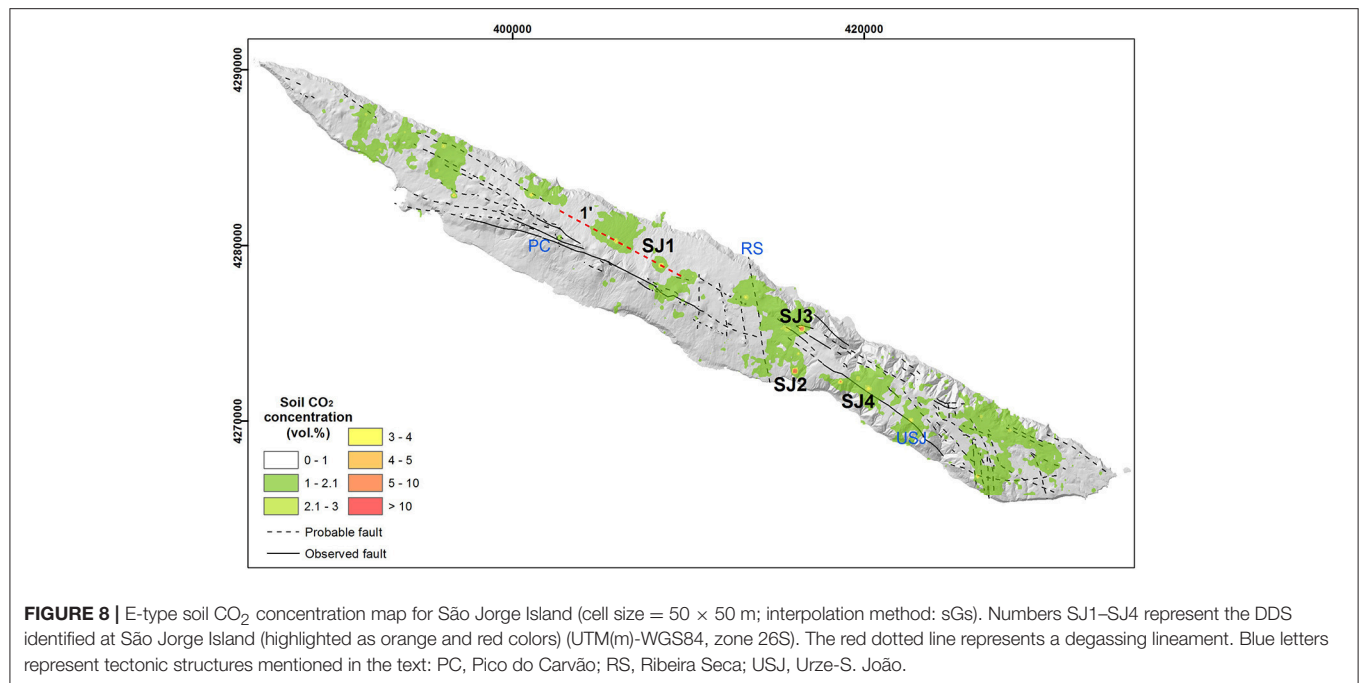 400000
420000
4290000
4280000
4270000
1'
SJ1
PC
RS
SJ3
SJ2
SJ4
USJ
Soil CO₂
concentration
(vol.%)
0 - 1
1 - 2.1
2.1 - 3
3 - 4
4 - 5
5 - 10
> 10
Probable fault
Observed fault
FIGURE 8 | E-type soil CO₂ concentration map for São Jorge Island (cell size = 50 × 50 m; interpolation method: sGs). Numbers SJ1–SJ4 represent the DDS
identified at São Jorge Island (highlighted as orange and red colors) (UTM(m)-WGS84, zone 26S). The red dotted line represents a degassing lineament. Blue letters
represent tectonic structures mentioned in the text: PC, Pico do Carvão; RS, Ribeira Seca; USJ, Urze-S. João.